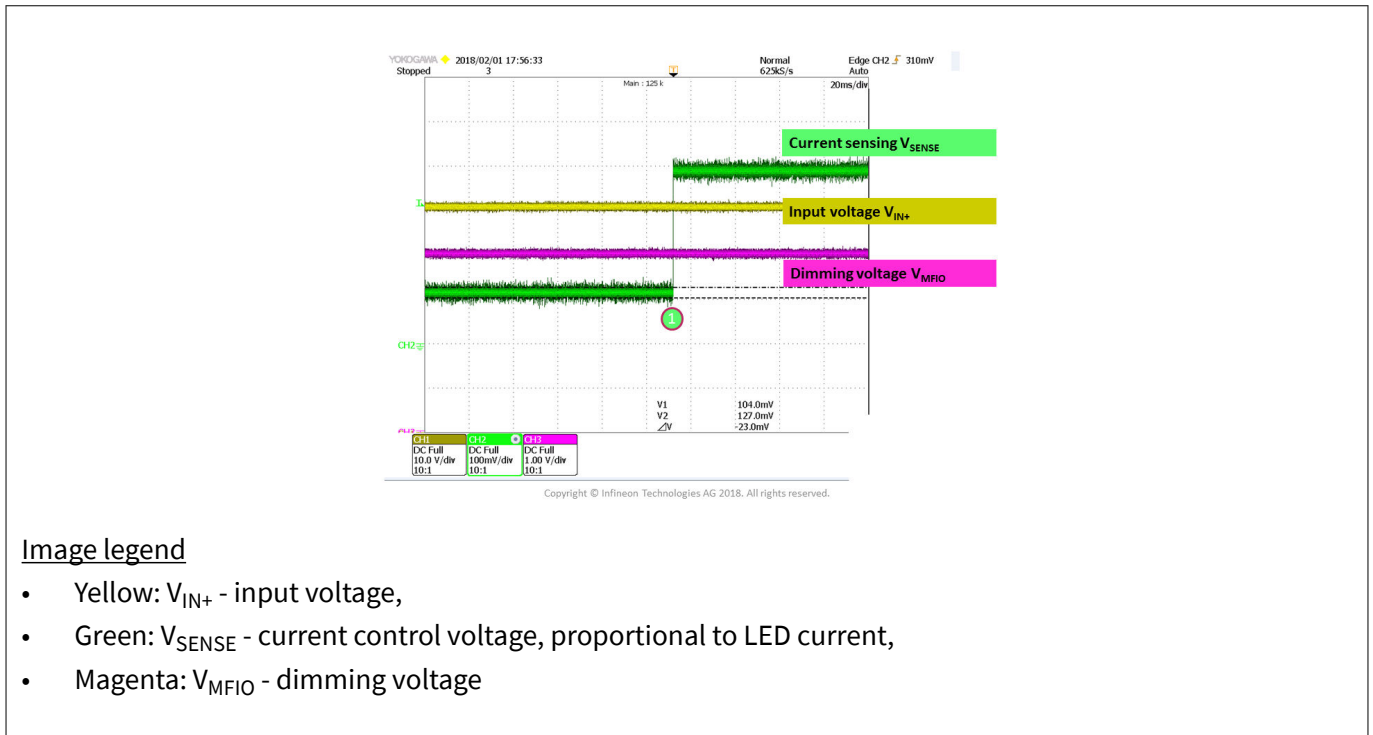 YOKOGAWA 2018/02/01 17:56:33 Normal Edge CH2 310mV
Stopped 3 625kS/s Auto
Main : 125 k 20ms/div
Current sensing VSENSE
Input voltage VIN+
Dimming voltage VMFIO
1
CH2
V1 104.0mV
V2 127.0mV
⊿V -23.0mV
CH3
CH1 CH2 CH3
DC Full DC Full DC Full
10.0 V/div 100mV/div 1.00 V/div
10:1 10:1 10:1
Copyright © Infineon Technologies AG 2018. All rights reserved.
Image legend
• Yellow: VIN+ - input voltage,
• Green: VSENSE - current control voltage, proportional to LED current,
• Magenta: VMFIO - dimming voltage